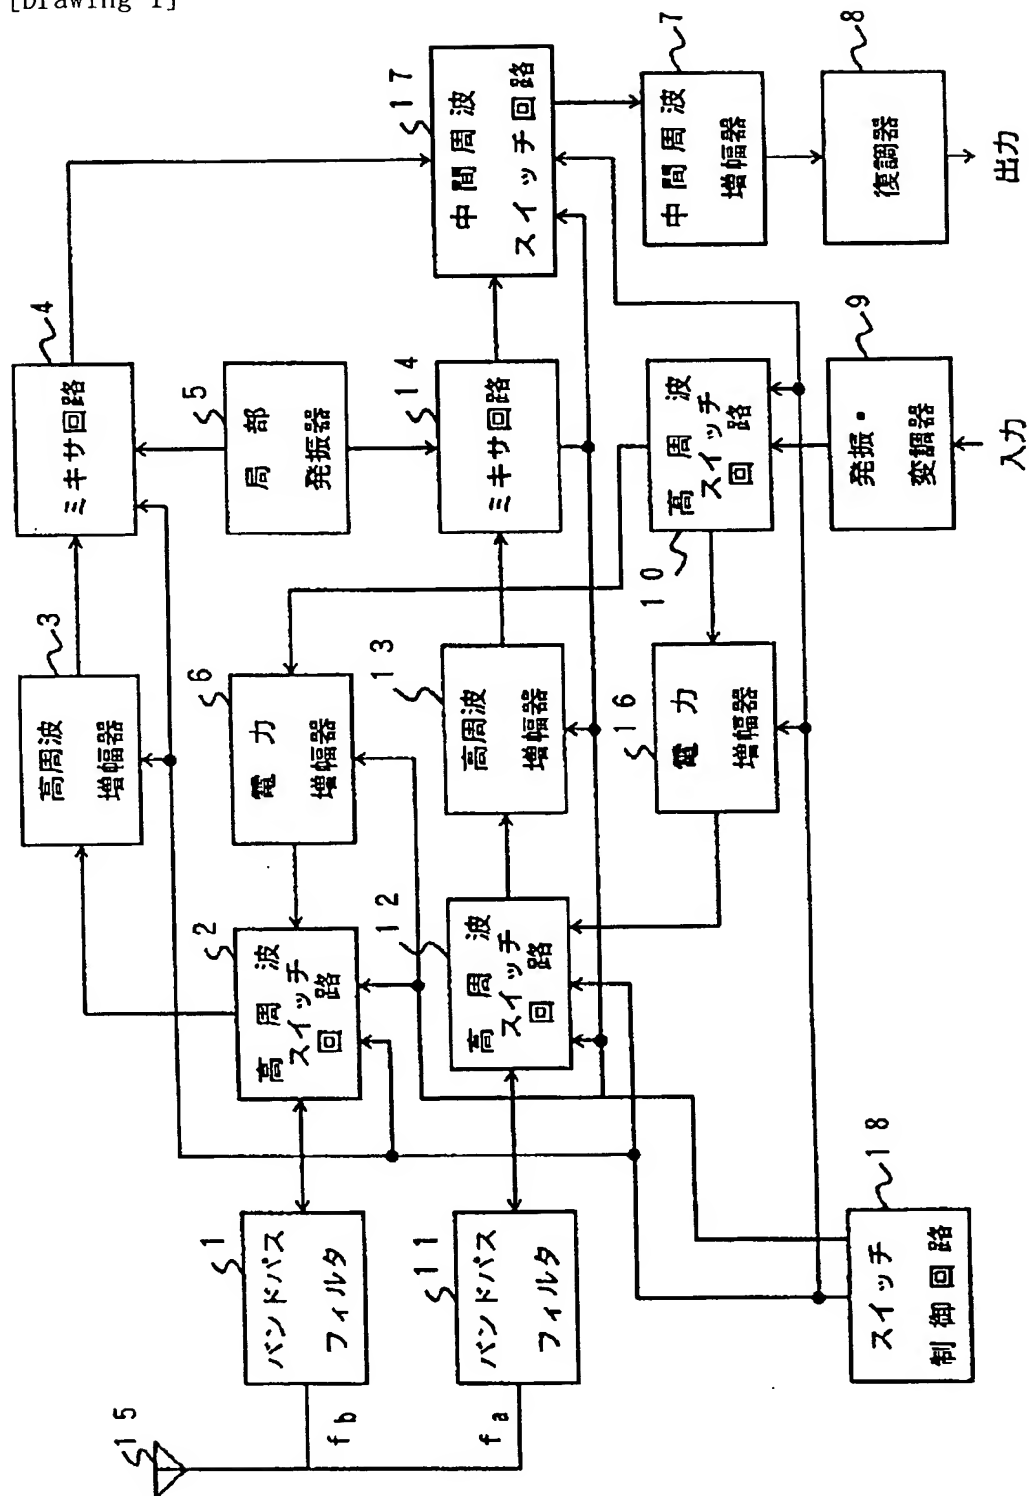 [Drawing 1]
15
fb
fa
1
バンドパス
フィルタ
11
バンドパス
フィルタ
2
高周波
スイッチ
回路
12
高周波
スイッチ
回路
3
高周波
増幅器
6
電力
増幅器
13
高周波
増幅器
16
電力
増幅器
4
ミキサ回路
5
局部
発振器
14
ミキサ回路
10
高周波
スイッチ
回路
9
発振・
変調器
入力
17
中間周波
スイッチ回路
7
中間周波
増幅器
8
復調器
出力
18
スイッチ
制御回路